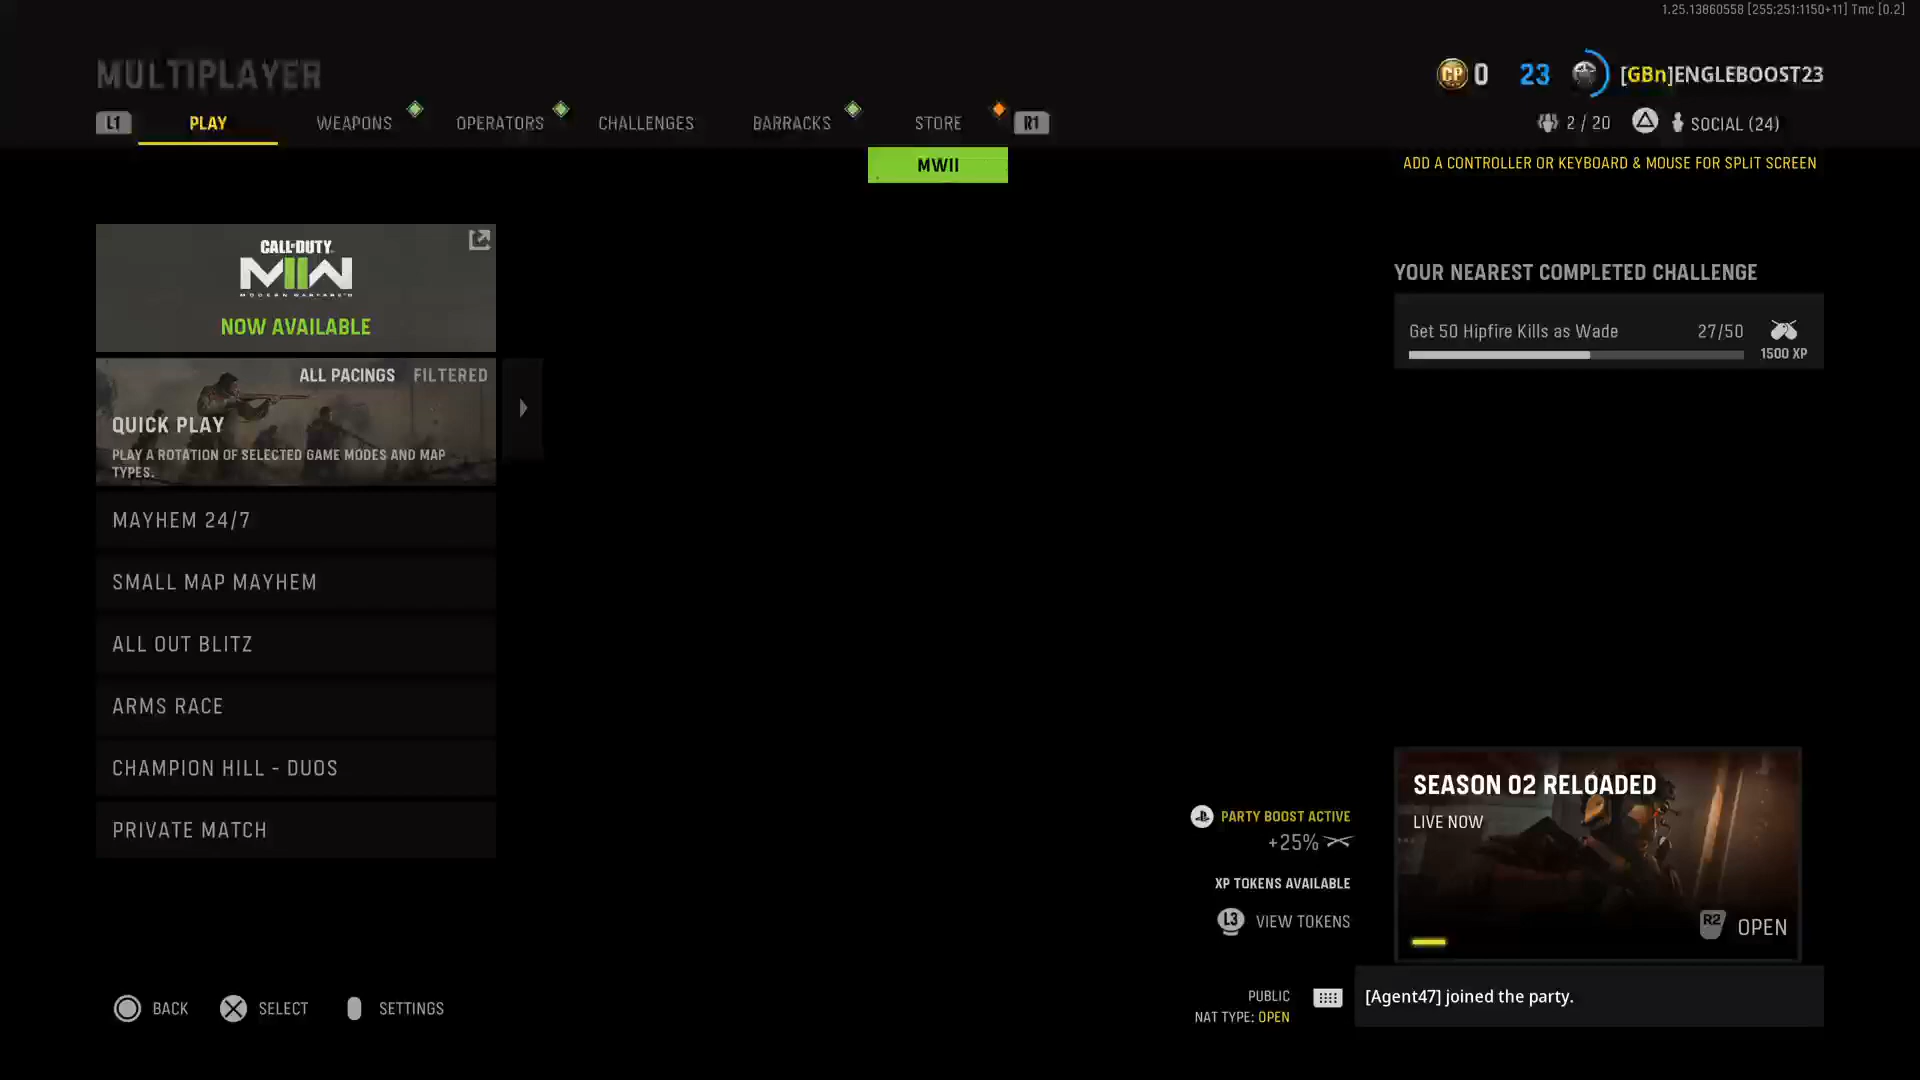 1.25.13860558 [255:251:1150+11] Tmc [0.2]
MULTIPLAYER
CP 0 23 [GBn]ENGLEBOOST23
L1 PLAY WEAPONS OPERATORS CHALLENGES BARRACKS STORE R1
2 / 20 SOCIAL (24)
MWII
ADD A CONTROLLER OR KEYBOARD & MOUSE FOR SPLIT SCREEN
CALL OF DUTY
MWII
MODERN WARFARE II
NOW AVAILABLE
YOUR NEAREST COMPLETED CHALLENGE
Get 50 Hipfire Kills as Wade 27/50
1500 XP
ALL PACINGS FILTERED
QUICK PLAY
PLAY A ROTATION OF SELECTED GAME MODES AND MAP
TYPES.
MAYHEM 24/7
SMALL MAP MAYHEM
ALL OUT BLITZ
ARMS RACE
CHAMPION HILL - DUOS
PRIVATE MATCH
PARTY BOOST ACTIVE
+25%
XP TOKENS AVAILABLE
L3 VIEW TOKENS
SEASON 02 RELOADED
LIVE NOW
R2 OPEN
BACK SELECT SETTINGS
PUBLIC
NAT TYPE: OPEN
[Agent47] joined the party.